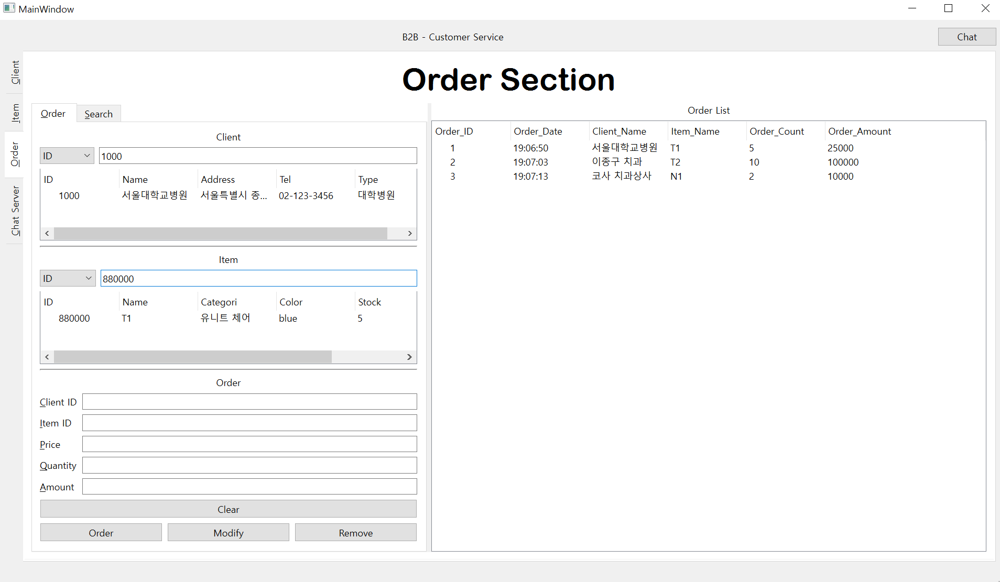 MainWindow
B2B - Customer Service
Chat
Client
Item
Order
Chat Server
Order Section
Order Search
Client
ID 1000
ID Name Address Tel Type
1000 서울대학교병원 서울특별시 종... 02-123-3456 대학병원
Item
ID 880000
ID Name Categori Color Stock
880000 T1 유니트 체어 blue 5
Order
Client ID
Item ID
Price
Quantity
Amount
Clear
Order Modify Remove
Order List
Order_ID Order_Date Client_Name Item_Name Order_Count Order_Amount
1 19:06:50 서울대학교병원 T1 5 25000
2 19:07:03 이종구 치과 T2 10 100000
3 19:07:13 코사 치과상사 N1 2 10000